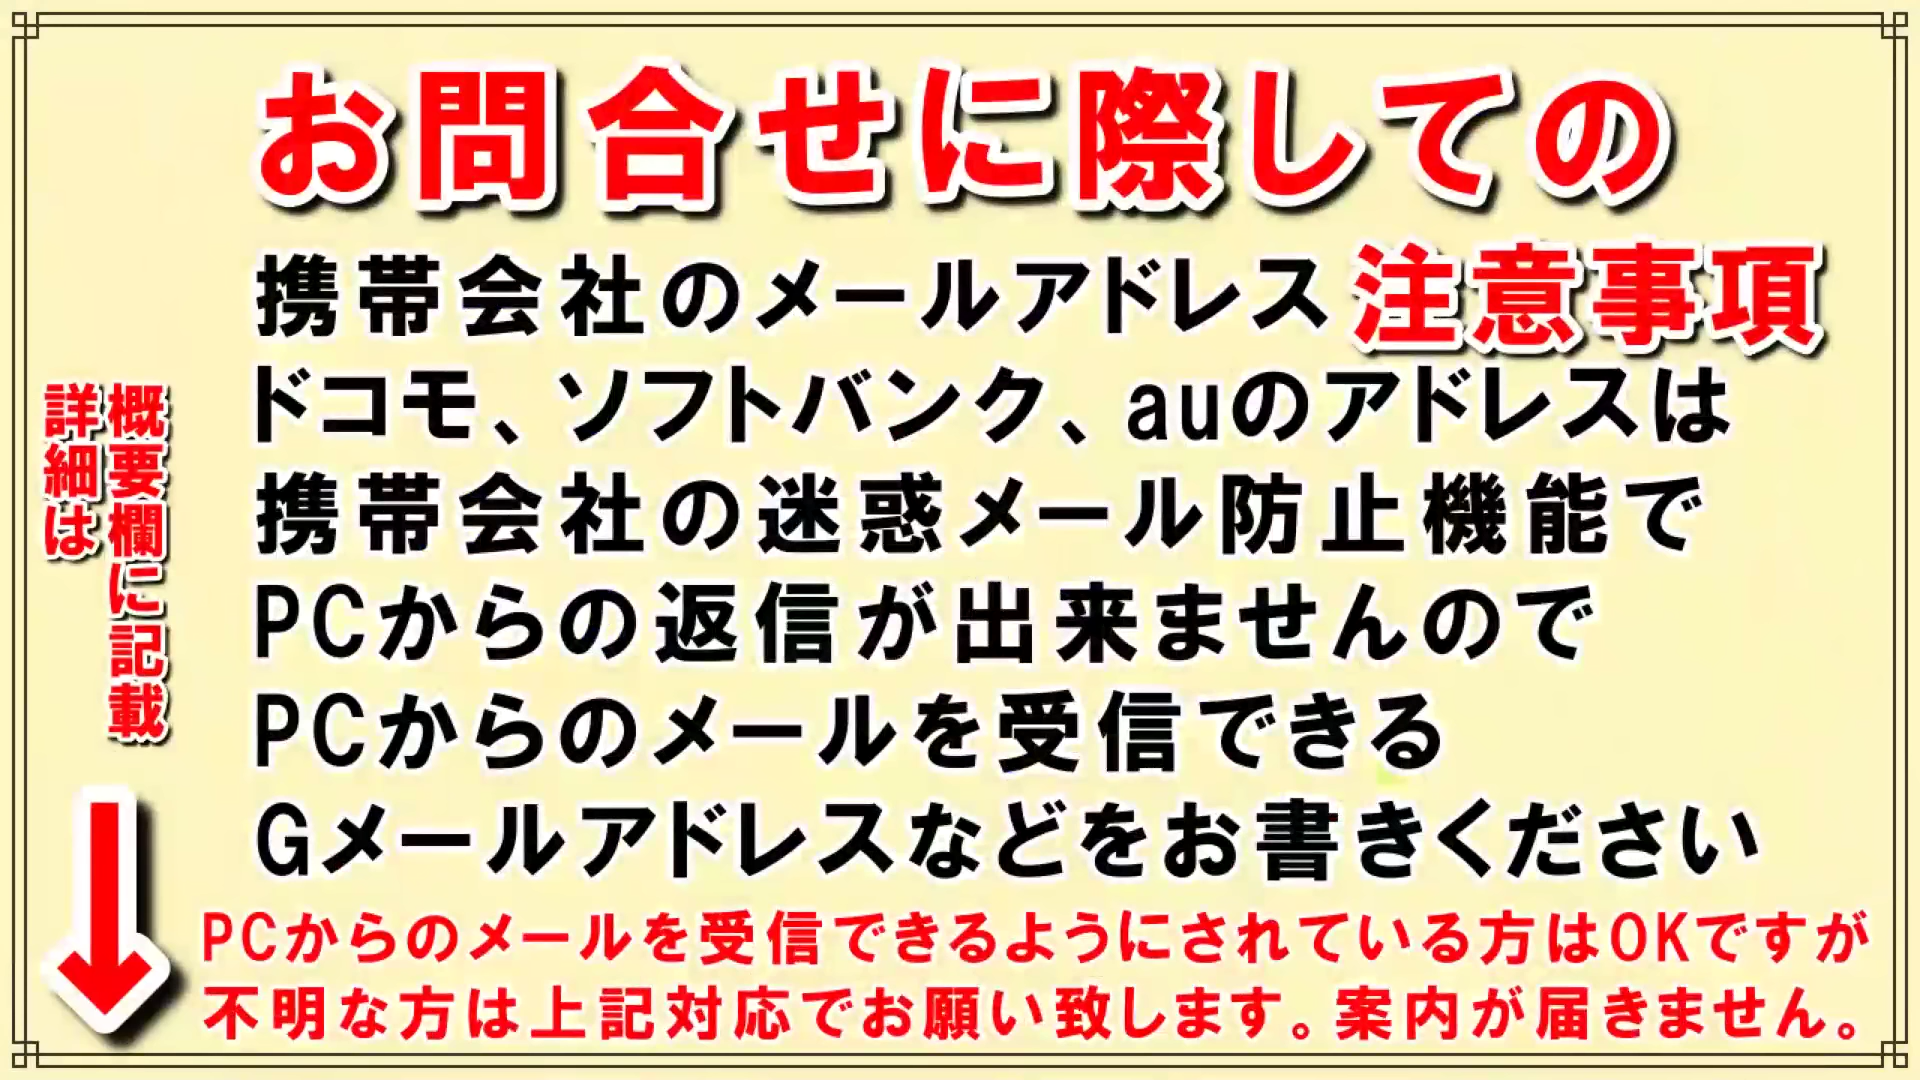 お問合せに際しての
注意事項
携帯会社のメールアドレス
ドコモ、ソフトバンク、auのアドレスは
携帯会社の迷惑メール防止機能で
PCからの返信が出来ませんので
PCからのメールを受信できる
Gメールアドレスなどをお書きください
PCからのメールを受信できるようにされている方はOKですが
不明な方は上記対応でお願い致します。案内が届きません。
詳細は
概要欄に記載